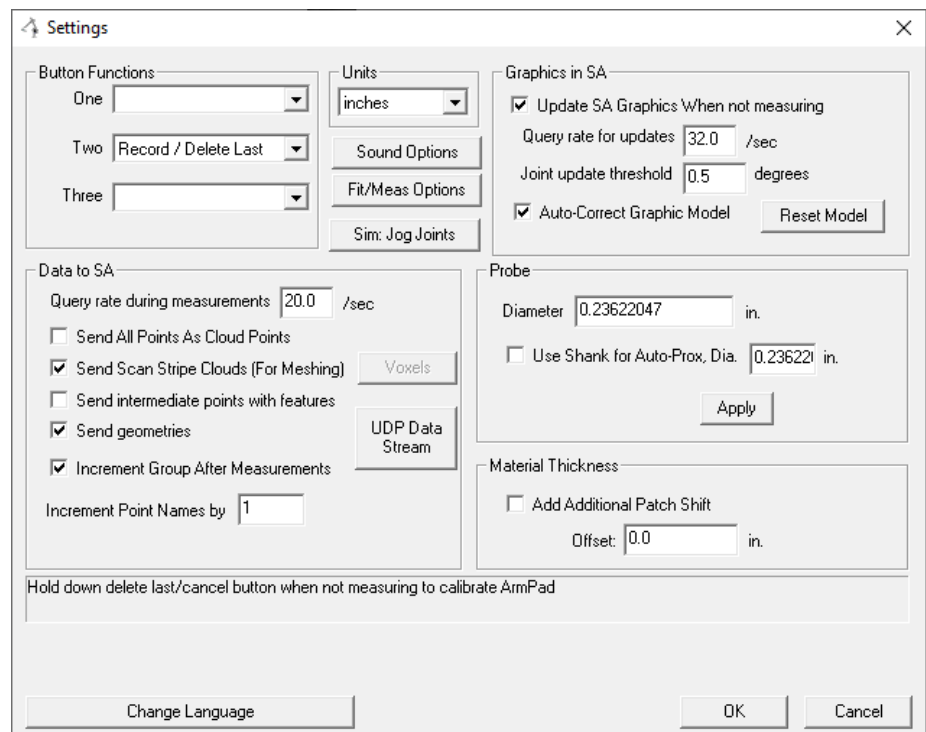 Settings
Button Functions
One
Two Record / Delete Last
Three
Units
inches
Sound Options
Fit/Meas Options
Sim: Jog Joints
Graphics in SA
Update SA Graphics When not measuring
Query rate for updates 32.0 /sec
Joint update threshold 0.5 degrees
Auto-Correct Graphic Model Reset Model
Data to SA
Query rate during measurements 20.0 /sec
Send All Points As Cloud Points
Send Scan Stripe Clouds (For Meshing) Voxels
Send intermediate points with features
Send geometries
UDP Data
Stream
Increment Group After Measurements
Increment Point Names by 1
Probe
Diameter 0.23622047 in.
Use Shank for Auto-Prox, Dia. 0.23622 in.
Apply
Material Thickness
Add Additional Patch Shift
Offset: 0.0 in.
Hold down delete last/cancel button when not measuring to calibrate ArmPad
Change Language OK Cancel